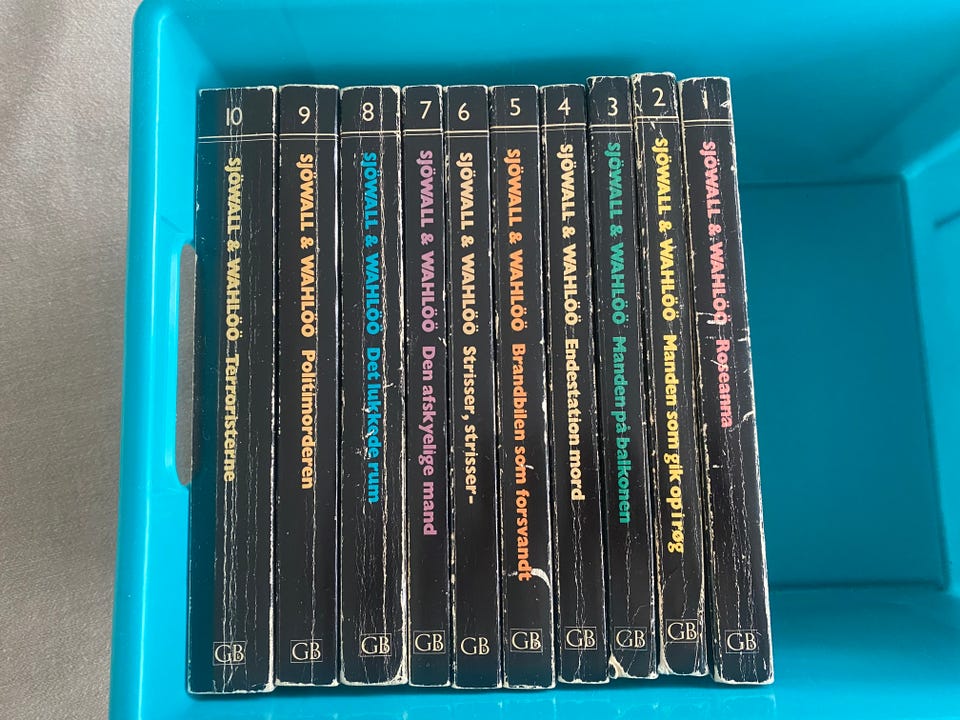 10
SJÖWALL & WAHLÖÖ Terroristerne
GB
9
SJÖWALL & WAHLÖÖ Politimorderen
GB
8
SJÖWALL & WAHLÖÖ Det lukkede rum
GB
7
SJÖWALL & WAHLÖÖ Den afskyelige mand
GB
6
SJÖWALL & WAHLÖÖ Strisser, strisser-
GB
5
SJÖWALL & WAHLÖÖ Brandbilen som forsvandt
GB
4
SJÖWALL & WAHLÖÖ Endestation mord
GB
3
SJÖWALL & WAHLÖÖ Manden på balkonen
GB
2
SJÖWALL & WAHLÖÖ Manden som gik op i røg
GB
1
SJÖWALL & WAHLÖÖ Roseanna
GB